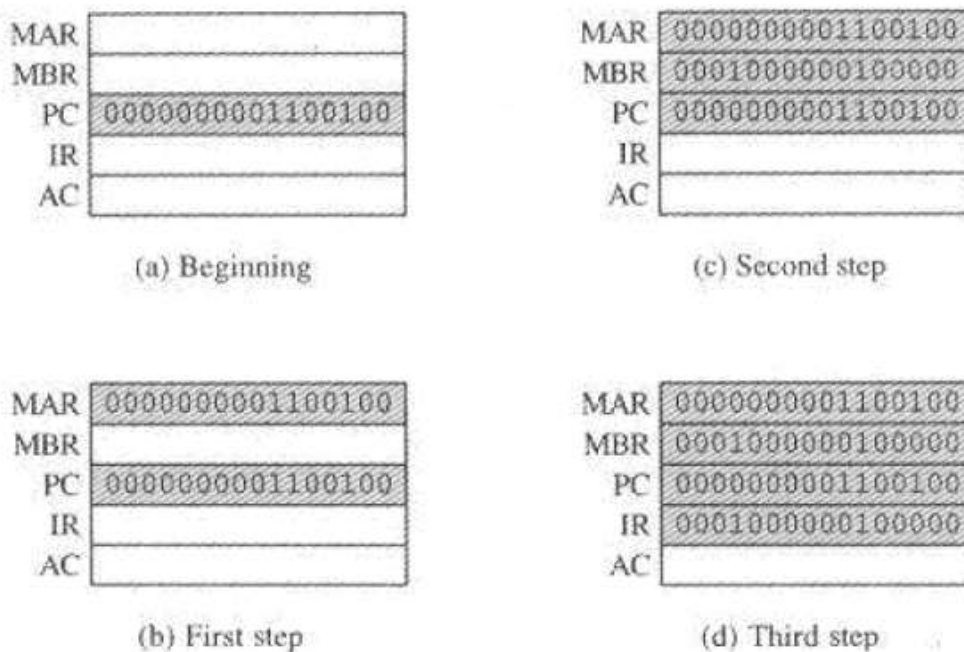 MAR
MBR
PC 0000000001100100
IR
AC
(a) Beginning
MAR 0000000001100100
MBR
PC 0000000001100100
IR
AC
(b) First step
MAR 0000000001100100
MBR 0001000000100000
PC 0000000001100100
IR
AC
(c) Second step
MAR 0000000001100100
MBR 0001000000100000
PC 0000000001100100
IR 0001000000100000
AC
(d) Third step